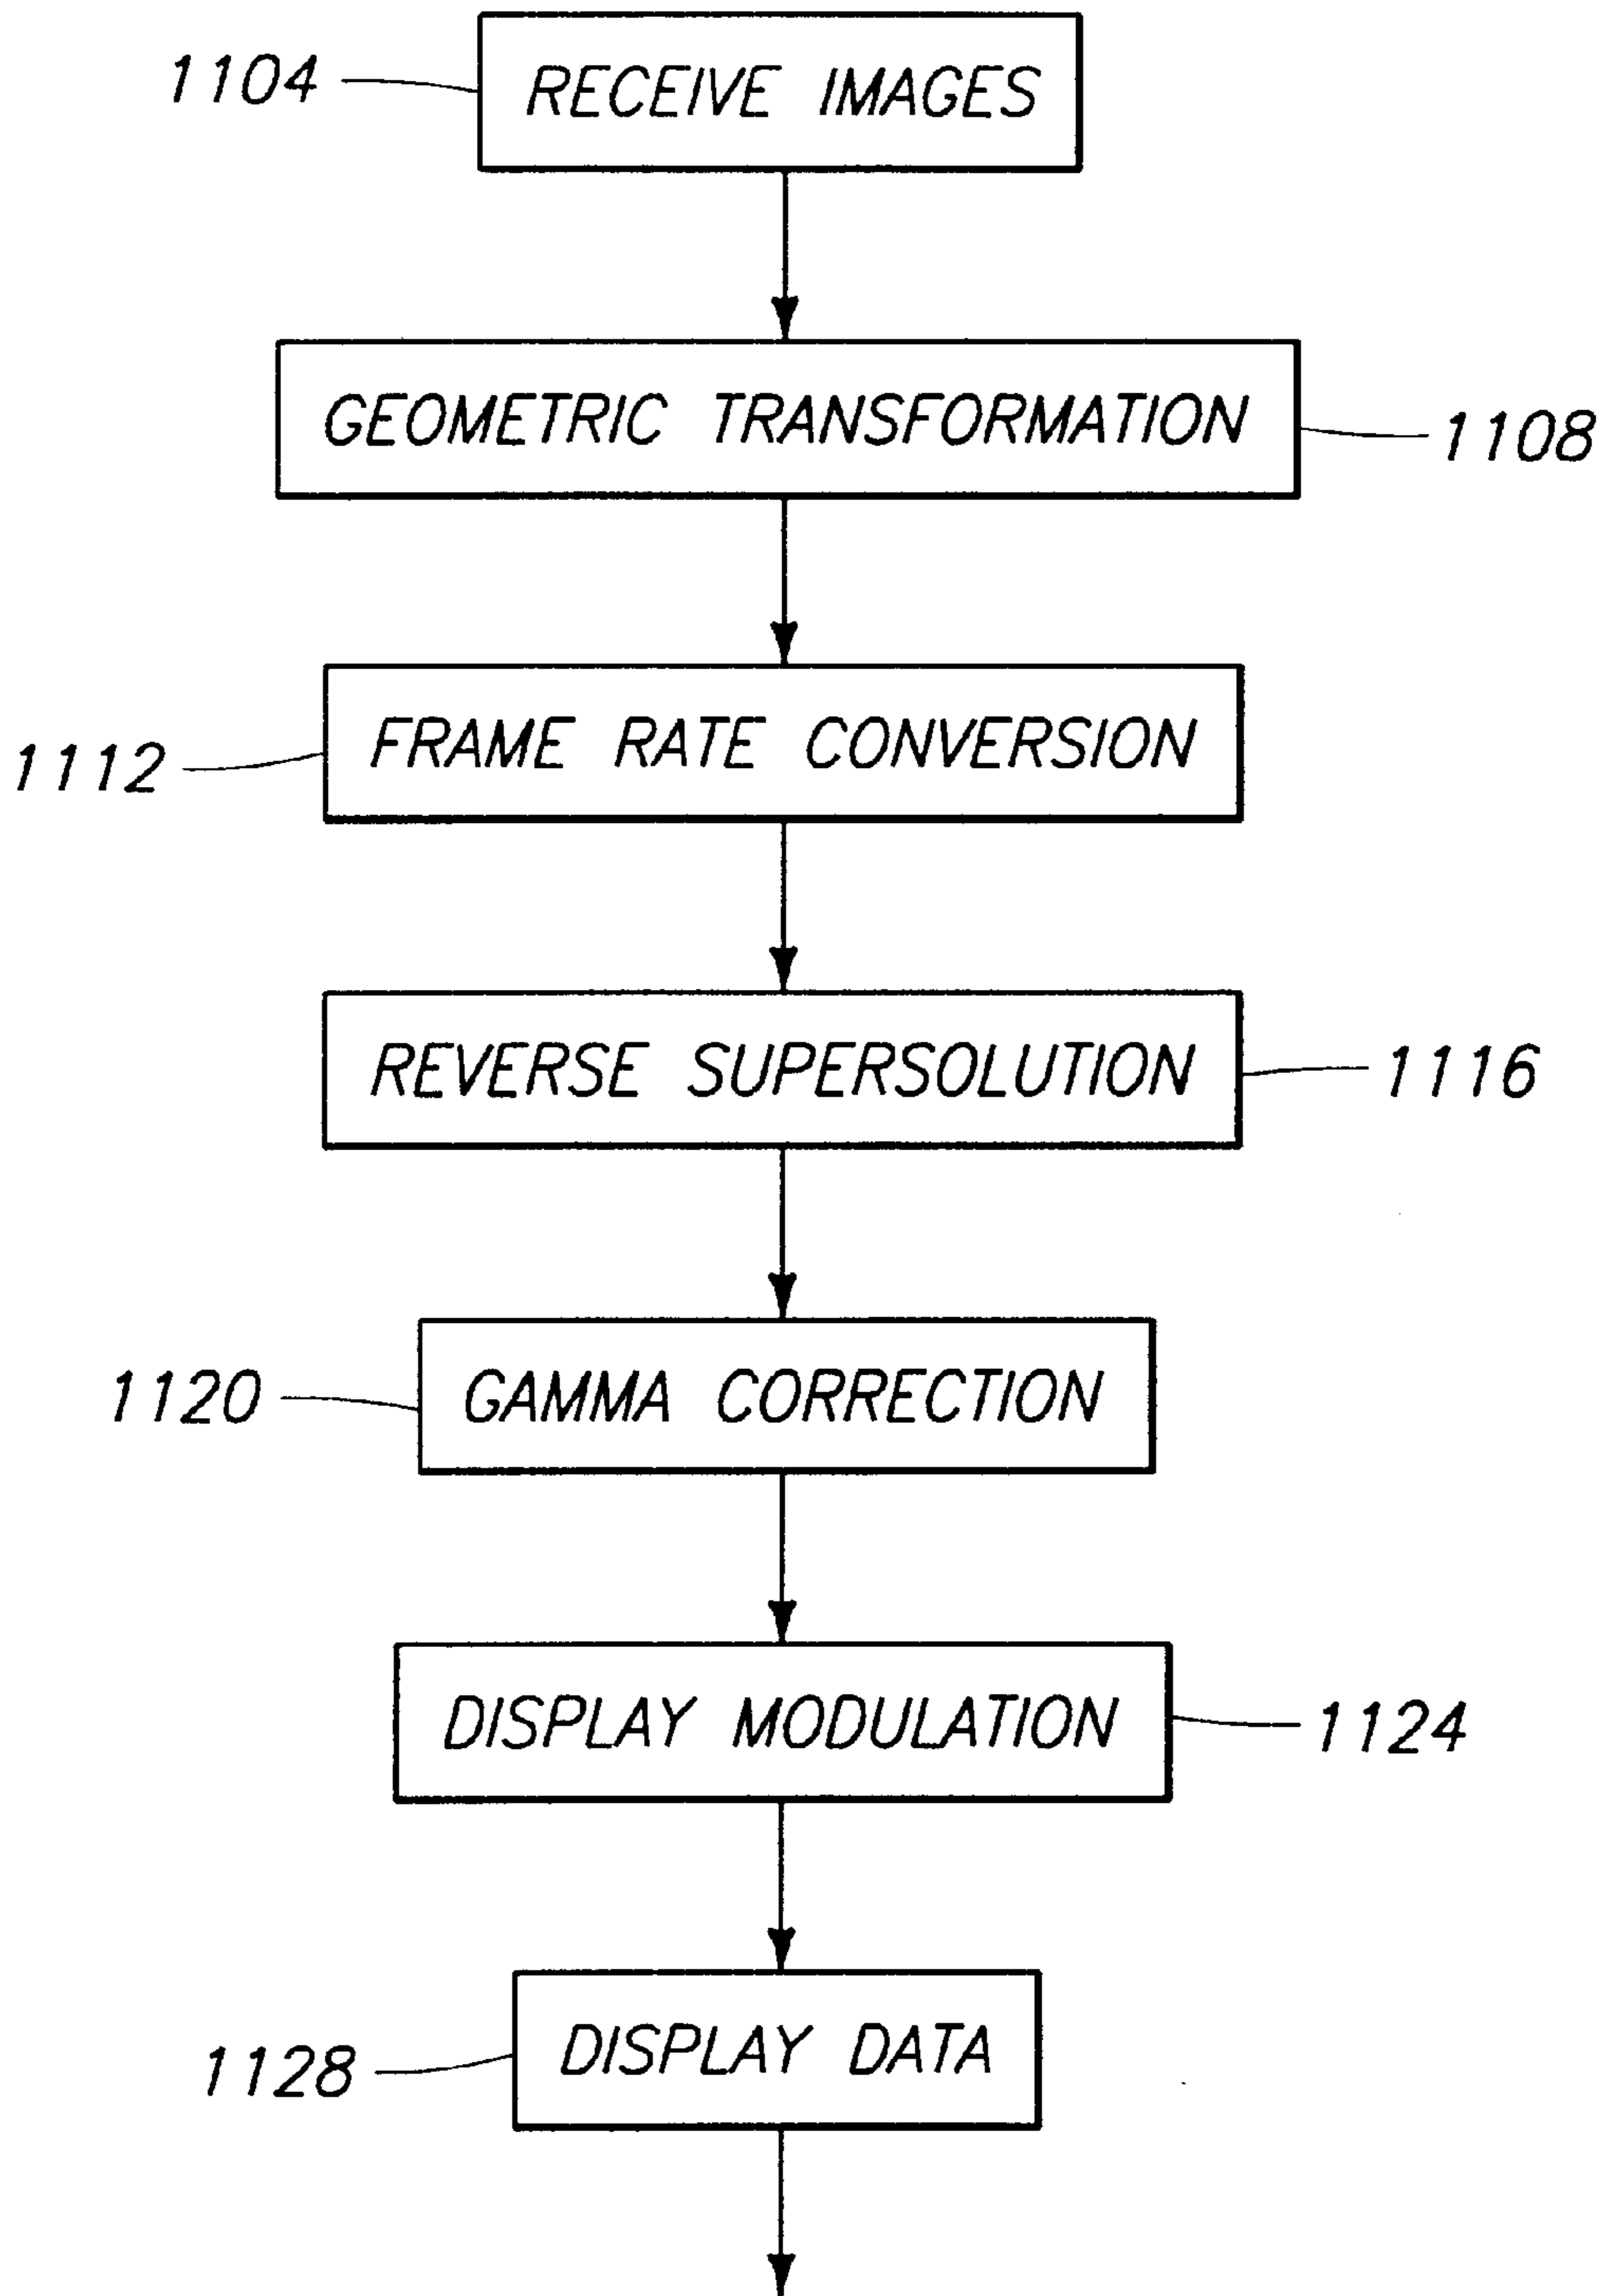 1104
RECEIVE IMAGES
GEOMETRIC TRANSFORMATION
1108
1112
FRAME RATE CONVERSION
REVERSE SUPERSOLUTION
1116
1120
GAMMA CORRECTION
DISPLAY MODULATION
1124
1128
DISPLAY DATA